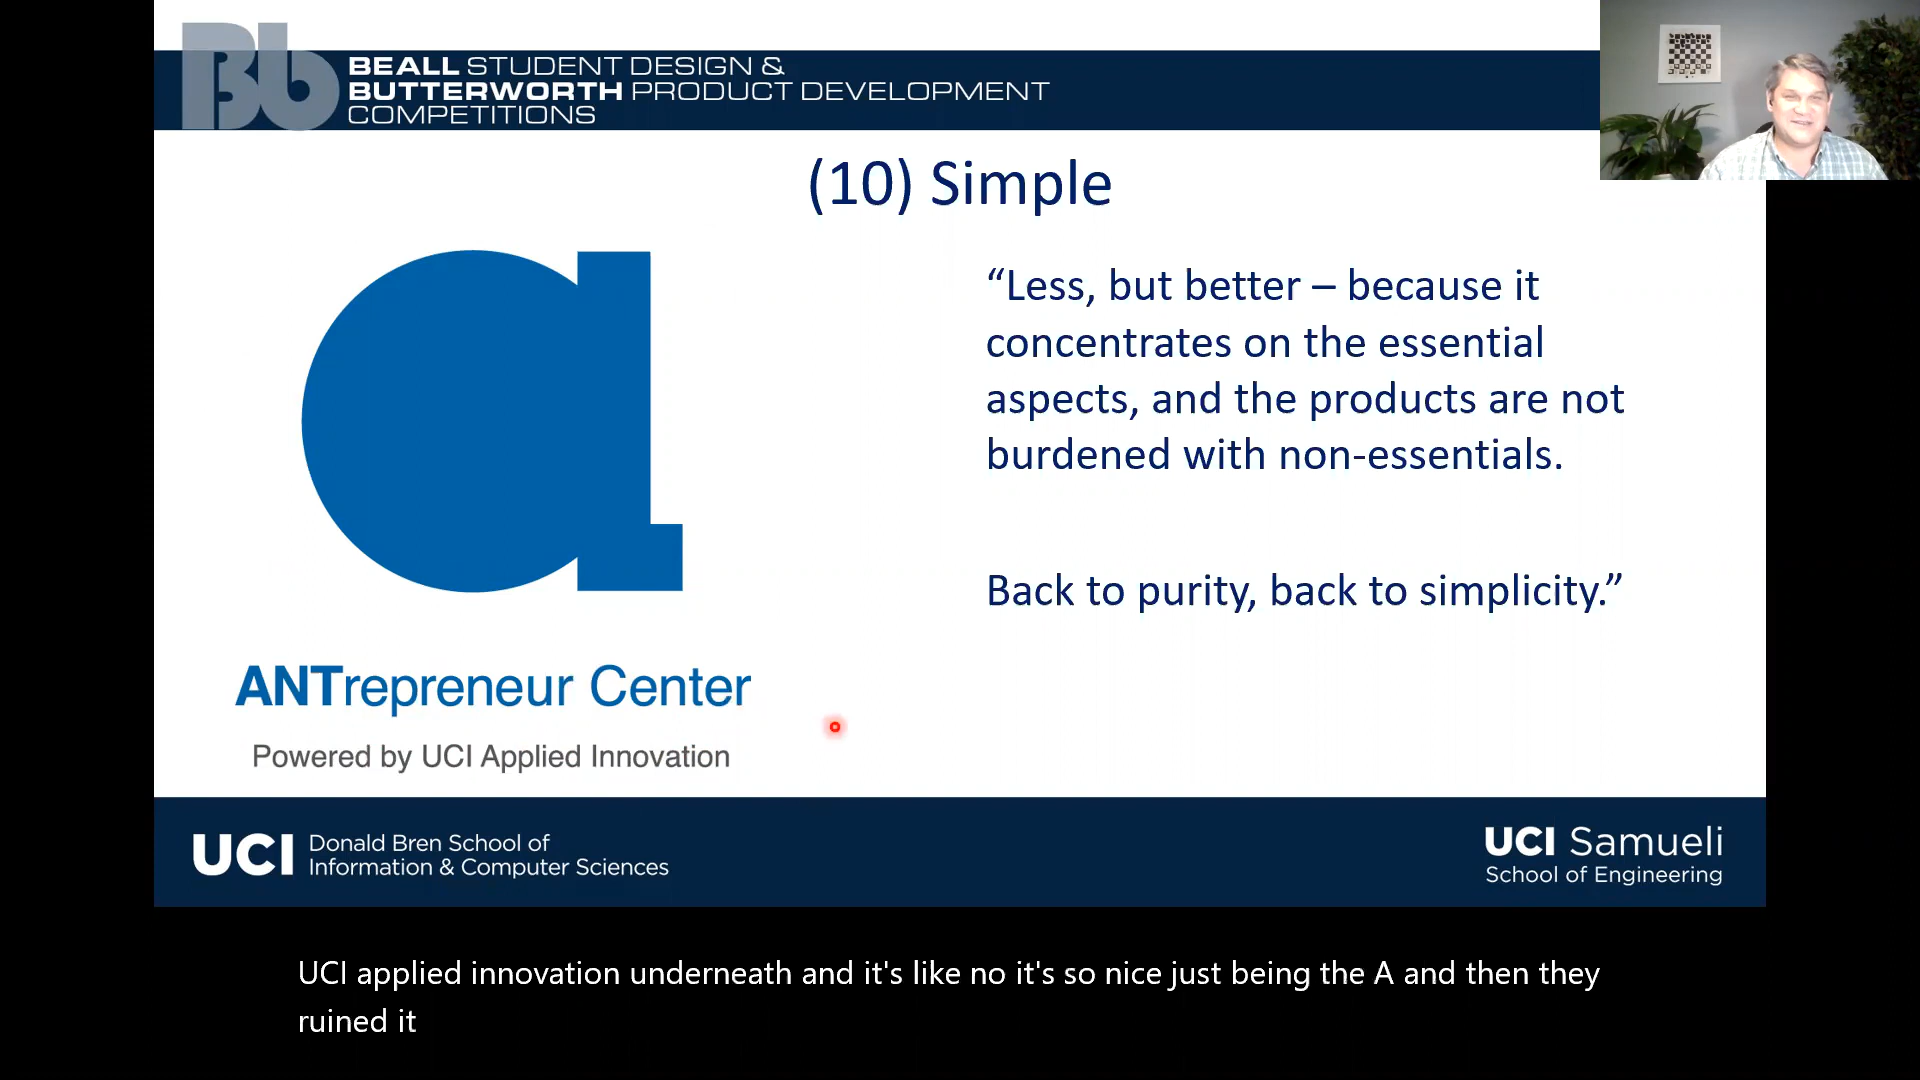 Bb
BEALL STUDENT DESIGN &
BUTTERWORTH PRODUCT DEVELOPMENT
COMPETITIONS
(10) Simple
“Less, but better – because it
concentrates on the essential
aspects, and the products are not
burdened with non-essentials.
Back to purity, back to simplicity.”
a
ANTrepreneur Center
Powered by UCI Applied Innovation
UCI Donald Bren School of
Information & Computer Sciences
UCI Samueli
School of Engineering
UCI applied innovation underneath and it's like no it's so nice just being the A and then they
ruined it